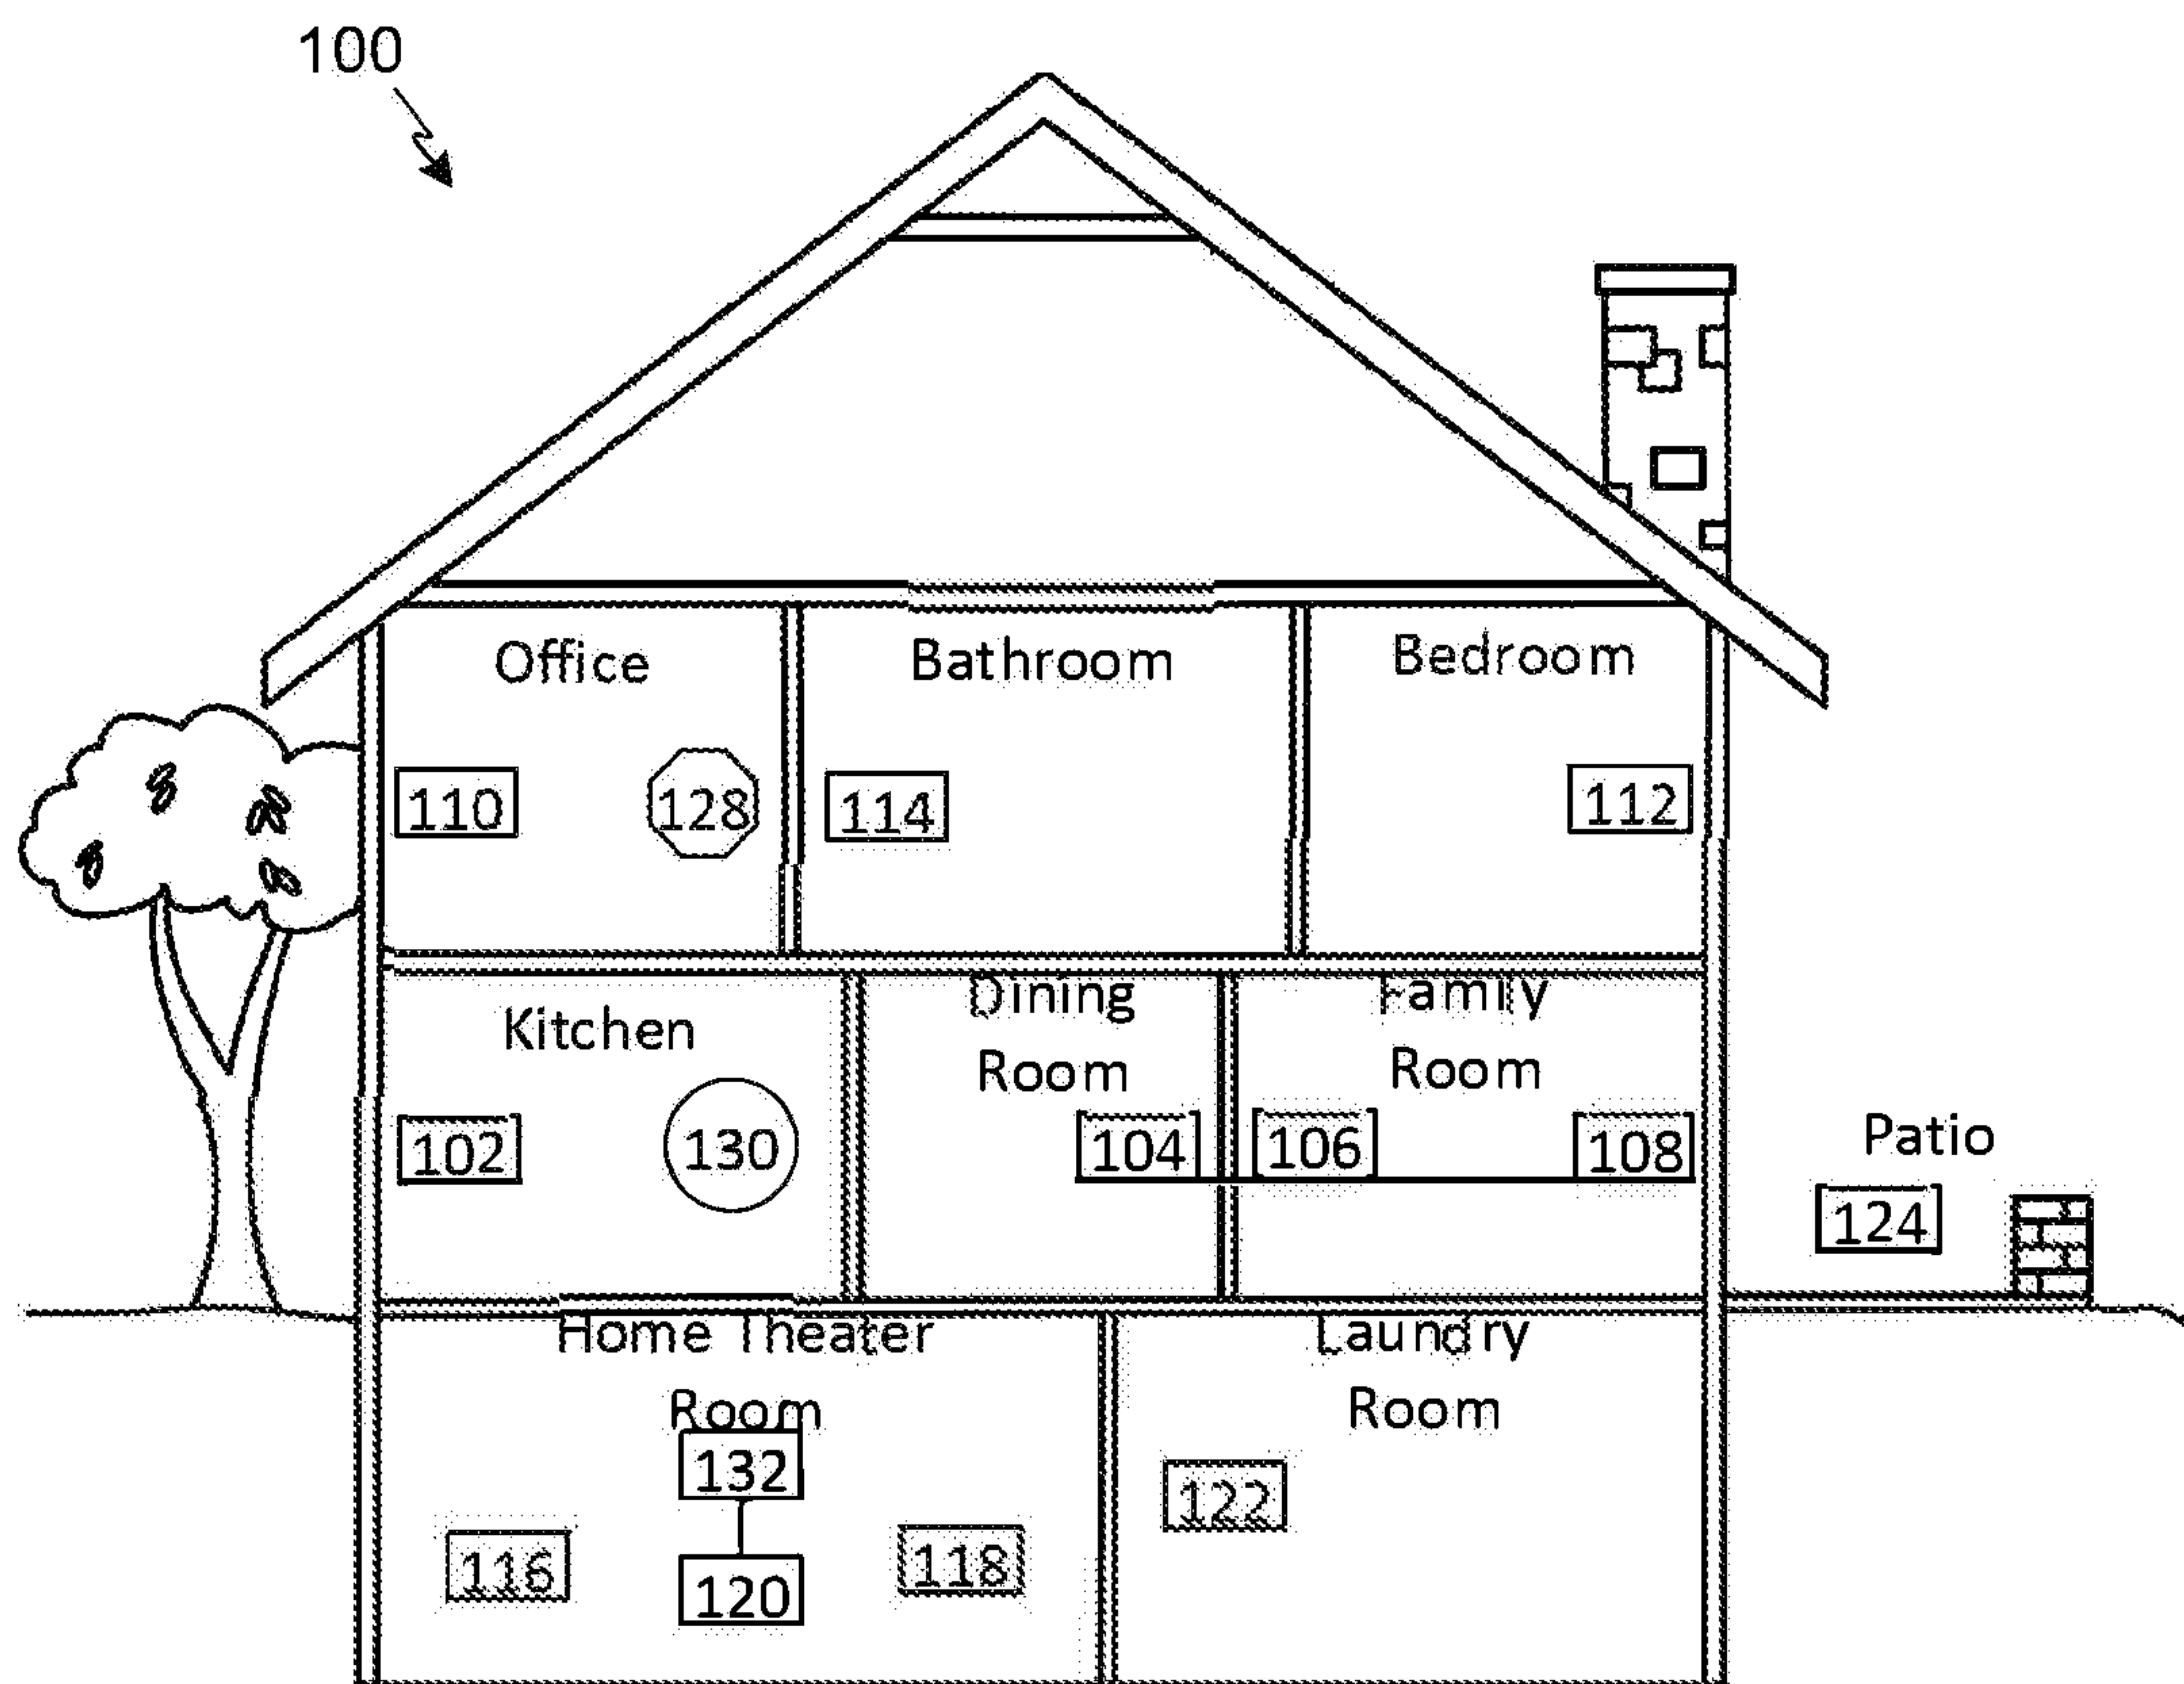 100
Office
Bathroom
Bedroom
110
128
114
112
Kitchen
Dining
Room
Family
Room
102
130
104
106
108
Patio
124
Home Theater
Room
Laundry
Room
132
116
120
118
122